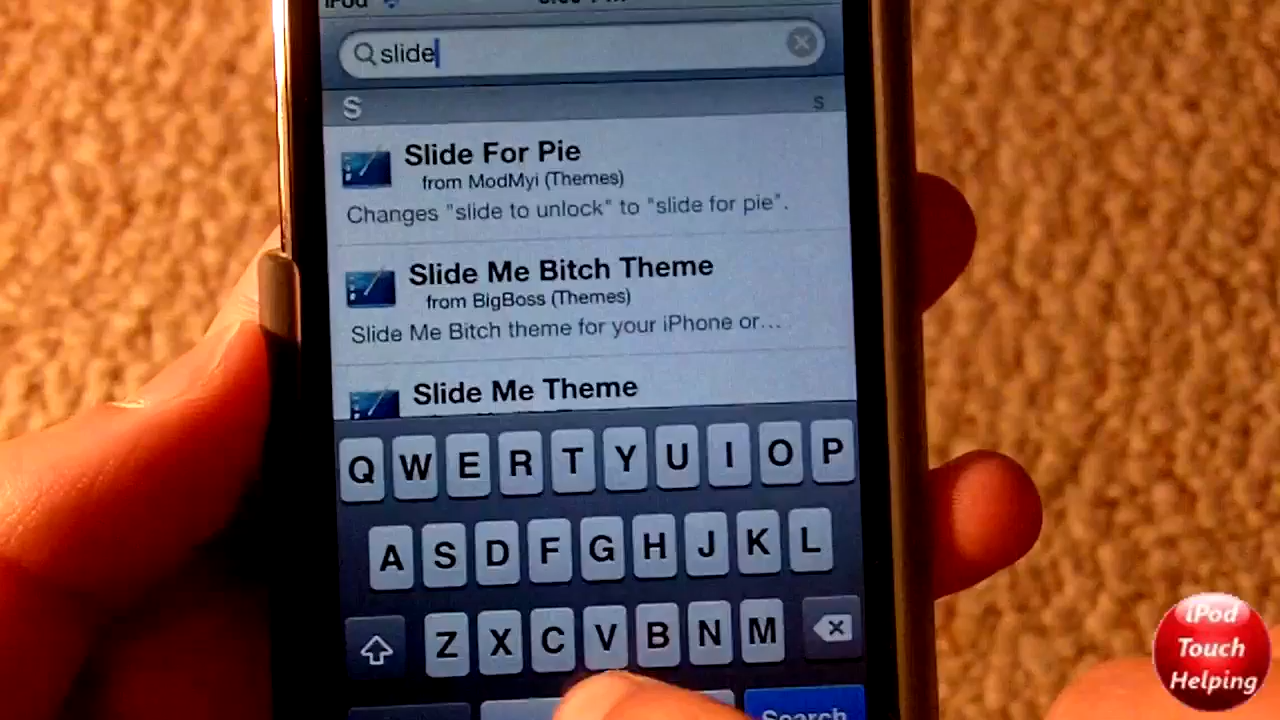 iPod
slide
S
S
Slide For Pie
from ModMyi (Themes)
Changes "slide to unlock" to "slide for pie".
Slide Me Bitch Theme
from BigBoss (Themes)
Slide Me Bitch theme for your iPhone or...
Slide Me Theme
Q W E R T Y U I O P
A S D F G H J K L
Z X C V B N M
Search
iPod
Touch
Helping